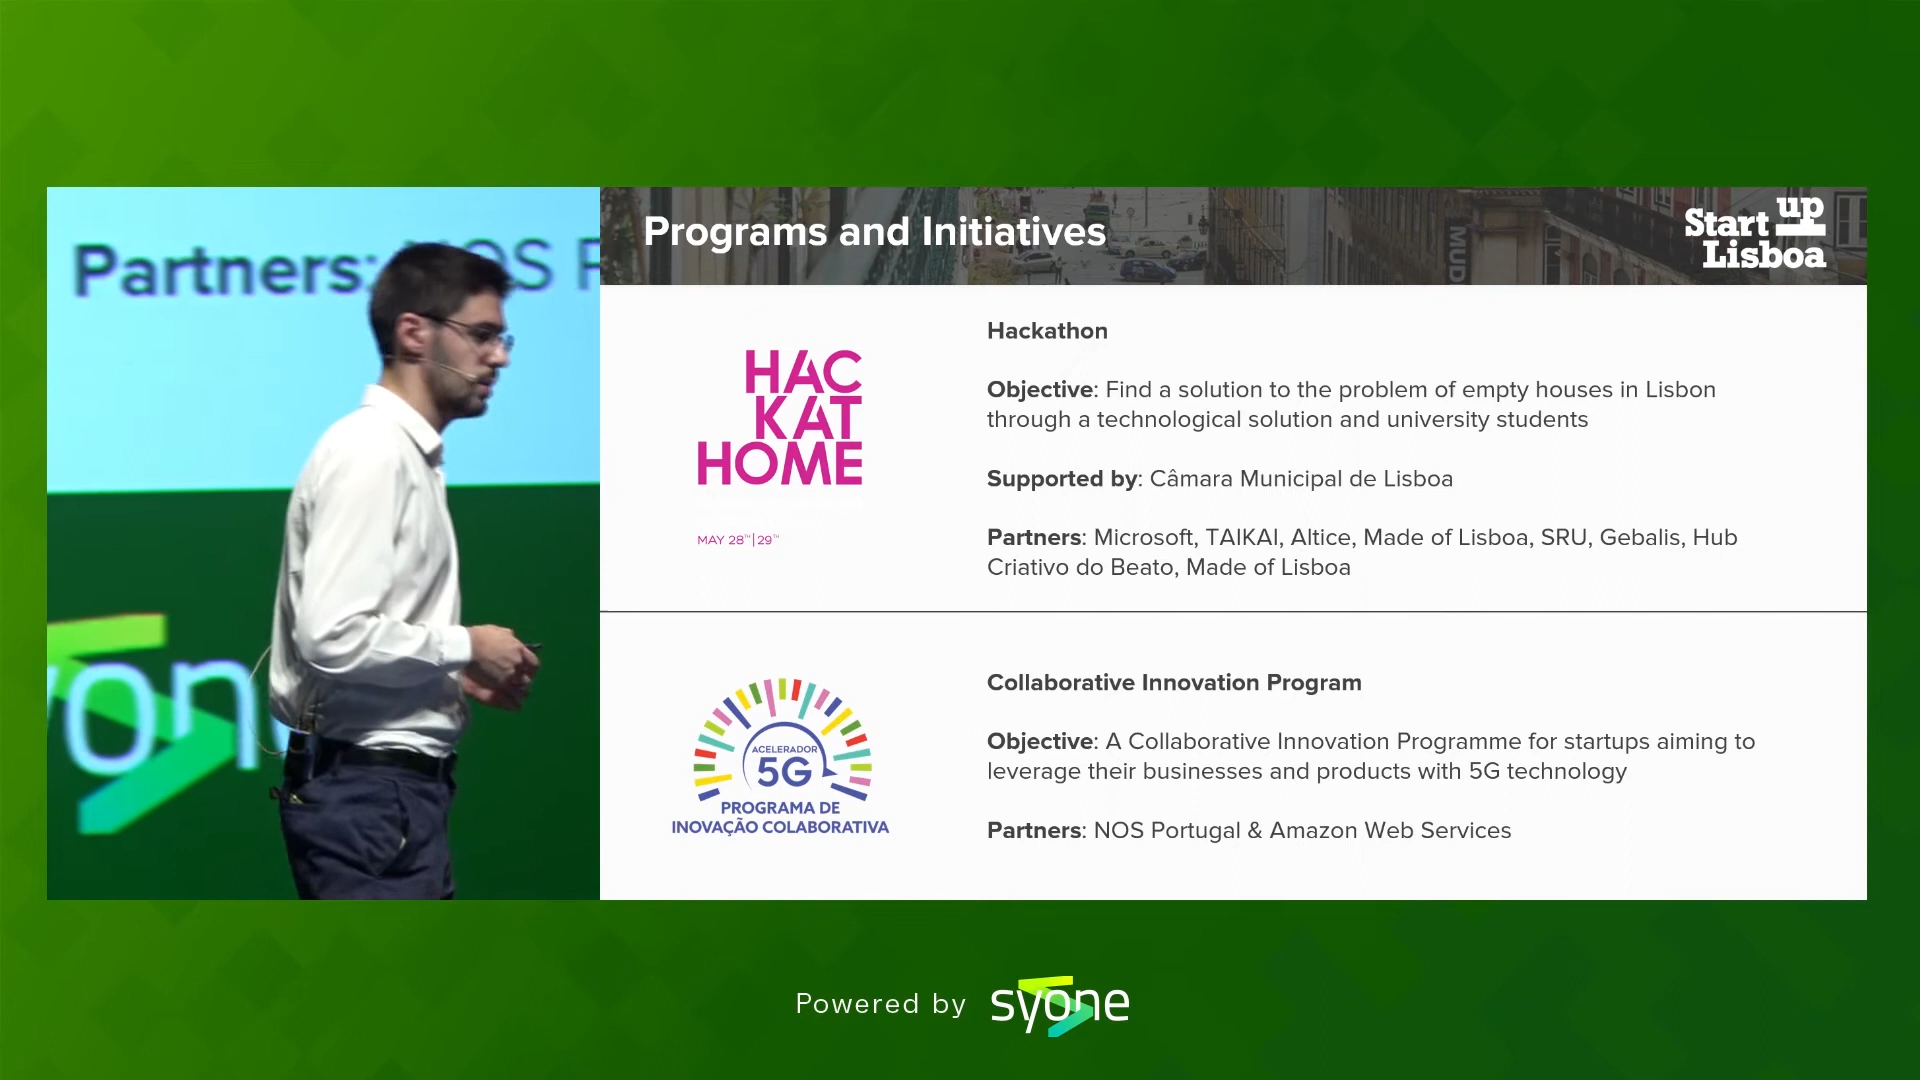 Partners:
yon
Programs and Initiatives
Start up
Lisboa
MUD
HAC
KAT
HOME
MAY 28TH|29TH
Hackathon
Objective: Find a solution to the problem of empty houses in Lisbon
through a technological solution and university students
Supported by: Câmara Municipal de Lisboa
Partners: Microsoft, TAIKAI, Altice, Made of Lisboa, SRU, Gebalis, Hub
Criativo do Beato, Made of Lisboa
ACELERADOR
5G
PROGRAMA DE
INOVAÇÃO COLABORATIVA
Collaborative Innovation Program
Objective: A Collaborative Innovation Programme for startups aiming to
leverage their businesses and products with 5G technology
Partners: NOS Portugal & Amazon Web Services
Powered by syone